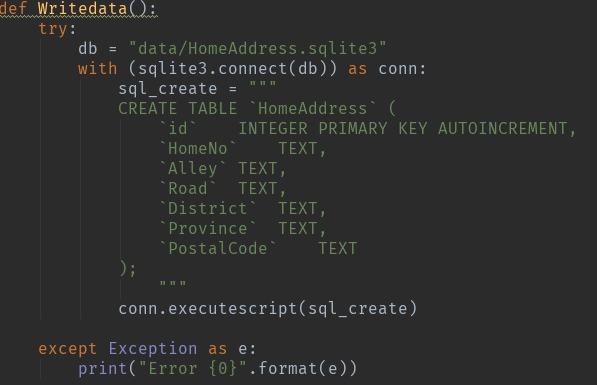 def Writedata():
    try:
        db = "data/HomeAddress.sqlite3"
        with (sqlite3.connect(db)) as conn:
            sql_create = """
            CREATE TABLE `HomeAddress` (
                `id`    INTEGER PRIMARY KEY AUTOINCREMENT,
                `HomeNo`    TEXT,
                `Alley` TEXT,
                `Road`  TEXT,
                `District`  TEXT,
                `Province`  TEXT,
                `PostalCode`    TEXT
            );
                """
            conn.executescript(sql_create)

    except Exception as e:
        print("Error {0}".format(e))